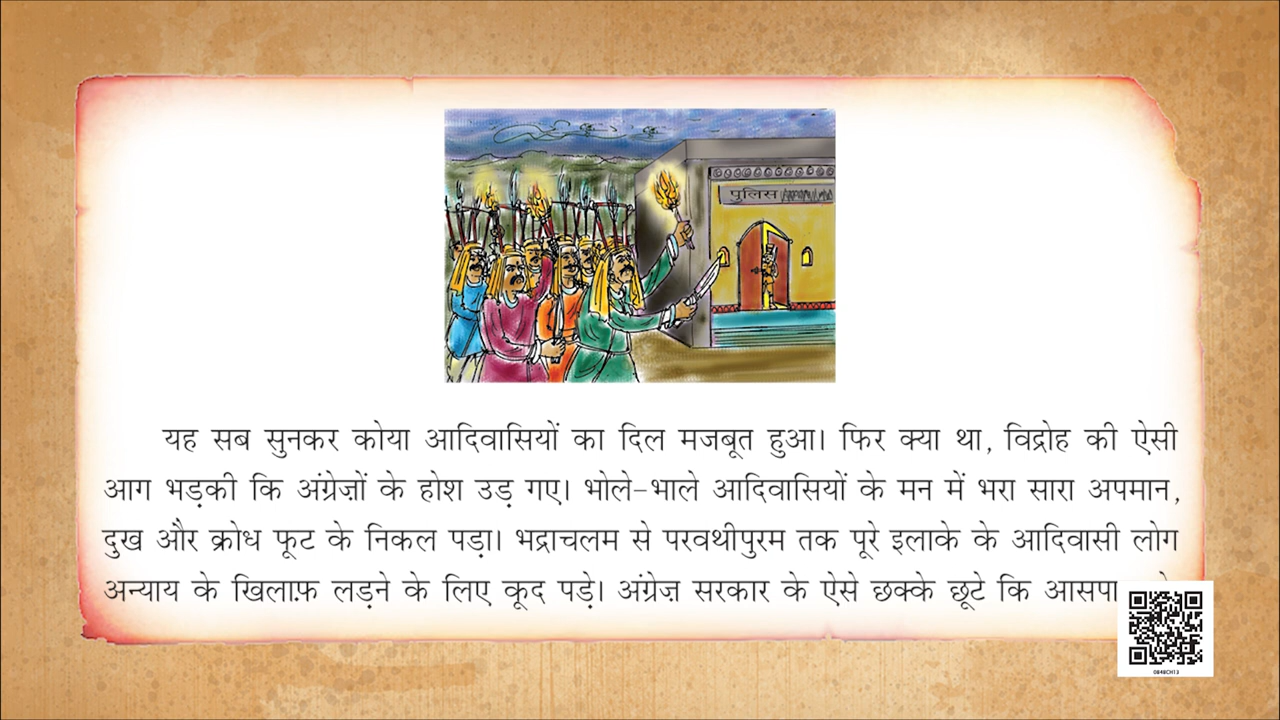 पुलिस
यह सब सुनकर कोया आदिवासियों का दिल मजबूत हुआ। फिर क्या था, विद्रोह की ऐसी
आग भड़की कि अंग्रेज़ों के होश उड़ गए। भोले-भाले आदिवासियों के मन में भरा सारा अपमान,
दुख और क्रोध फूट के निकल पड़ा। भद्राचलम से परवथीपुरम तक पूरे इलाके के आदिवासी लोग
अन्याय के खिलाफ़ लड़ने के लिए कूद पड़े। अंग्रेज़ सरकार के ऐसे छक्के छूटे कि
0848CH13